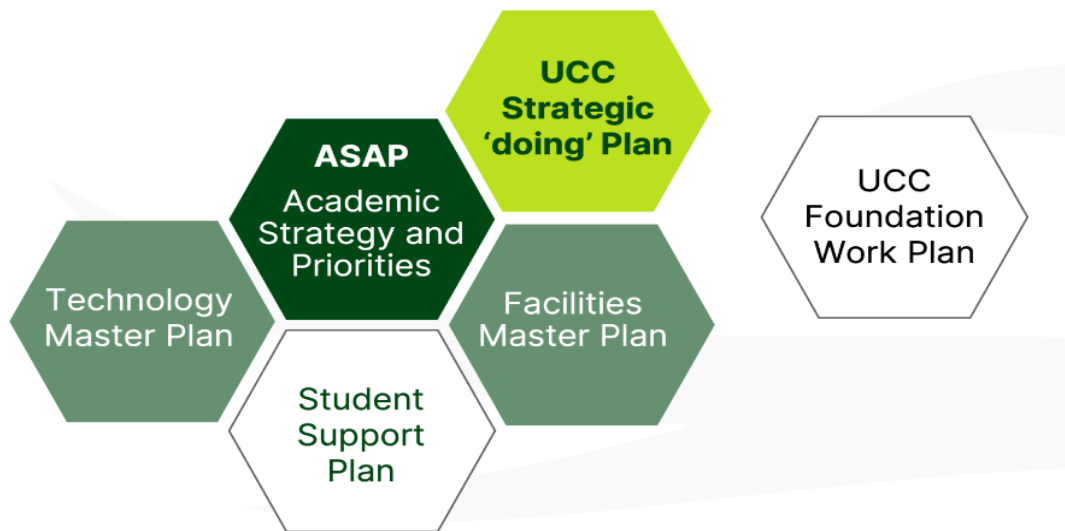 UCC
Strategic
‘doing’ Plan
ASAP
Academic
Strategy and
Priorities
UCC
Foundation
Work Plan
Technology
Master Plan
Facilities
Master Plan
Student
Support
Plan